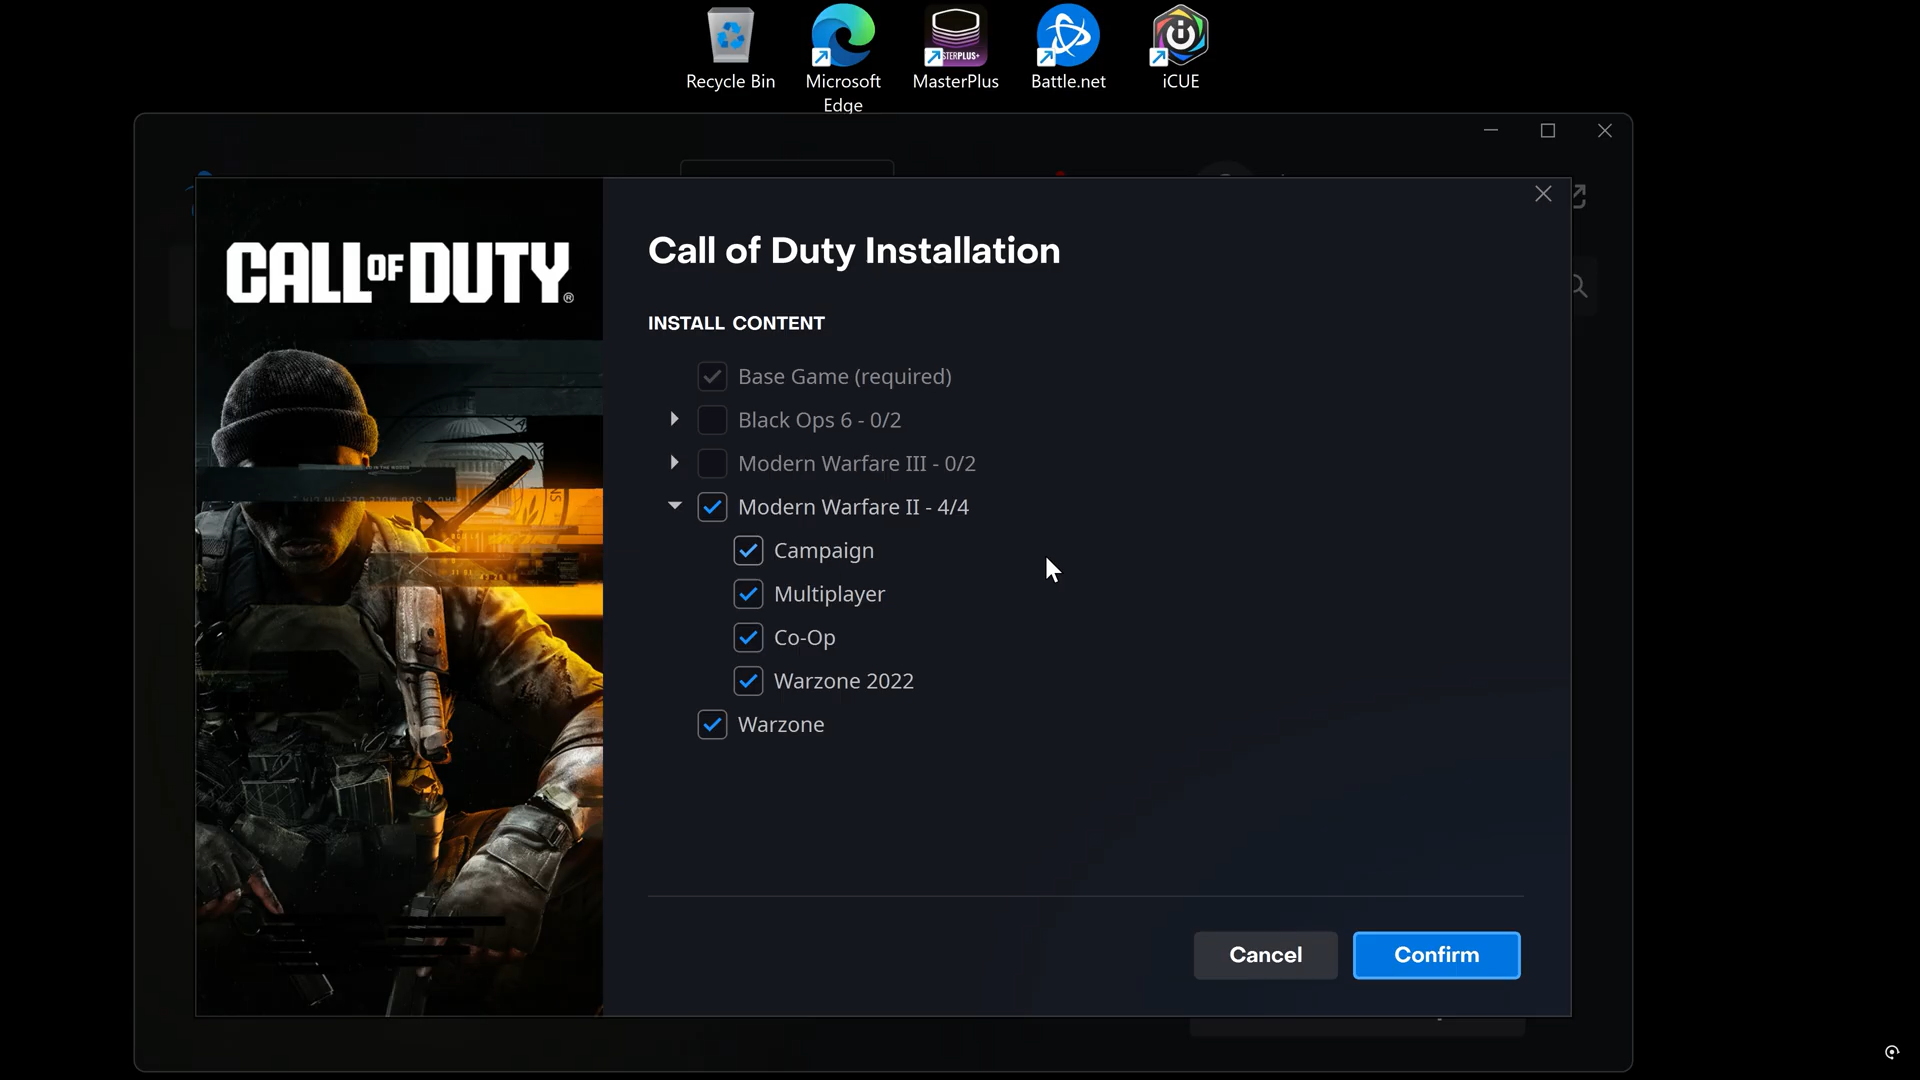 Recycle Bin
Microsoft
Edge
MasterPlus
Battle.net
iCUE
CALL OF DUTY®
Call of Duty Installation
INSTALL CONTENT
Base Game (required)
Black Ops 6 - 0/2
Modern Warfare III - 0/2
Modern Warfare II - 4/4
Campaign
Multiplayer
Co-Op
Warzone 2022
Warzone
Cancel
Confirm